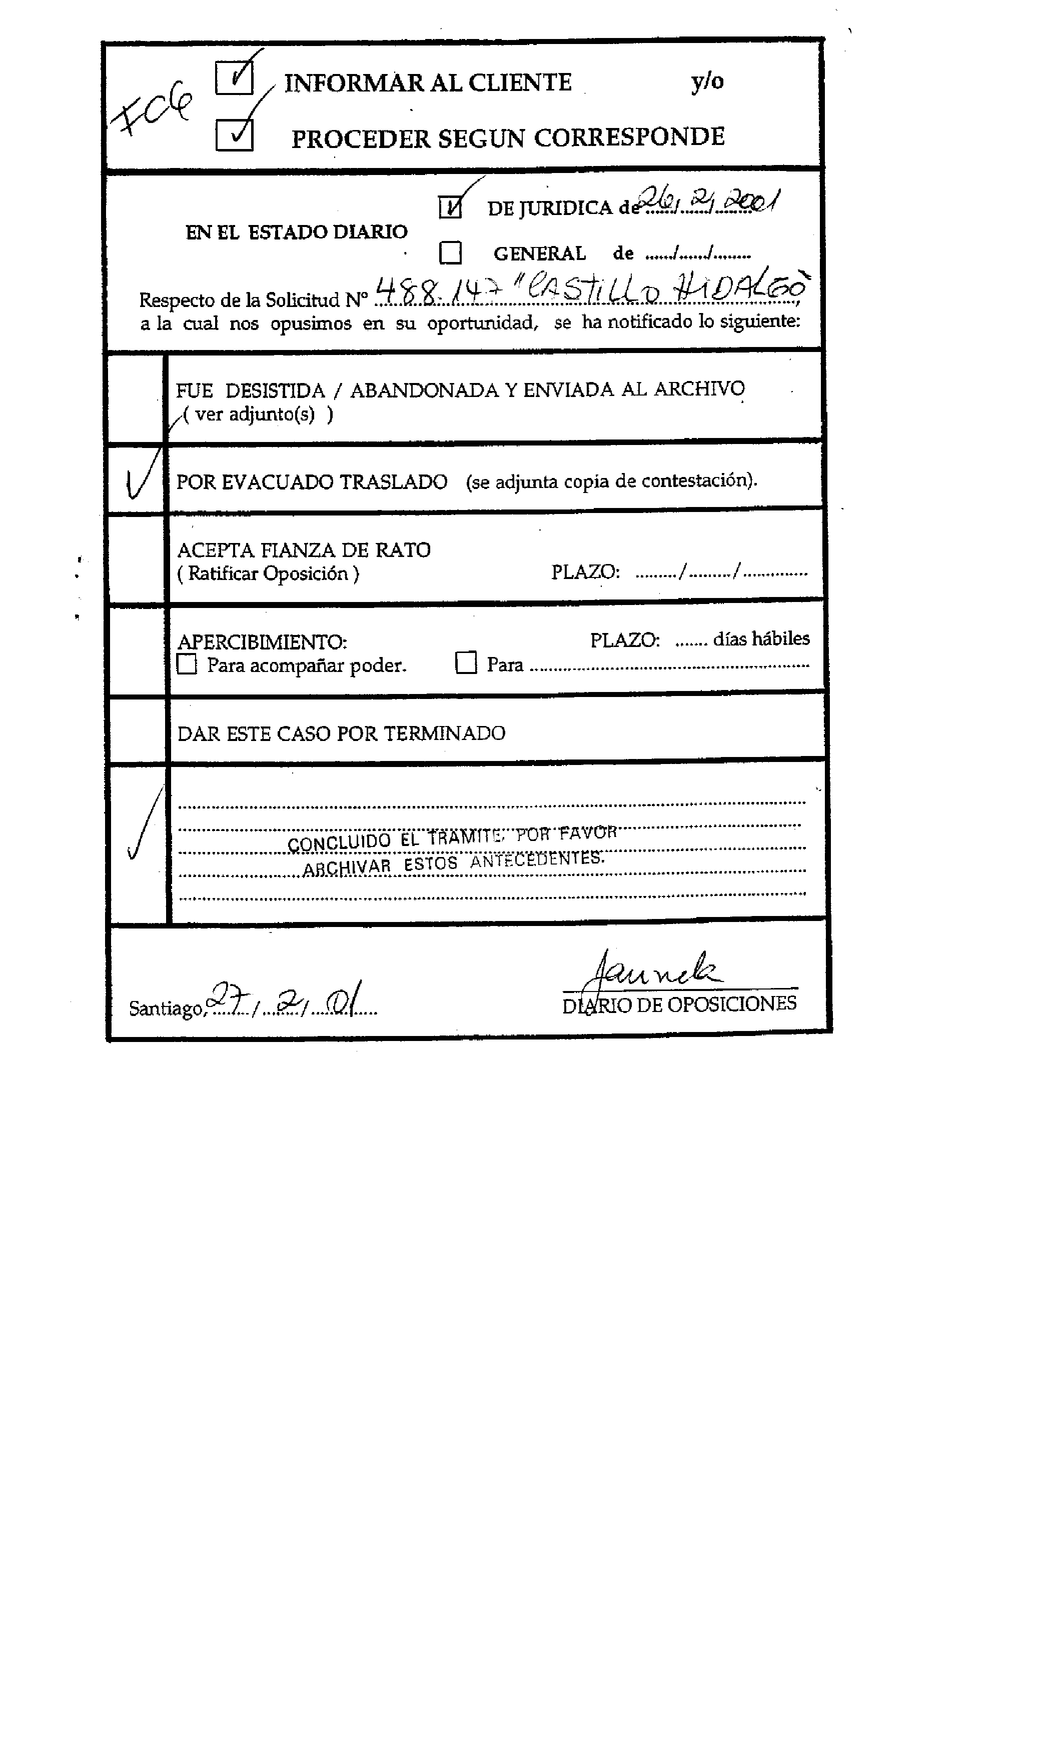 ICG
INFORMAR AL CLIENTE y/o
PROCEDER SEGUN CORRESPONDE
DE JURIDICA de 26/2/2001
EN EL ESTADO DIARIO
GENERAL de ....../....../........
Respecto de la Solicitud N° 488.147 "CASTILLO HIDALGO",
a la cual nos opusimos en su oportunidad, se ha notificado lo siguiente:
FUE DESISTIDA / ABANDONADA Y ENVIADA AL ARCHIVO
( ver adjunto(s) )
POR EVACUADO TRASLADO (se adjunta copia de contestación).
ACEPTA FIANZA DE RATO
( Ratificar Oposición ) PLAZO: ........./........./..............
APERCIBIMIENTO: PLAZO: ....... días hábiles
Para acompañar poder. Para ..............................
DAR ESTE CASO POR TERMINADO
CONCLUIDO EL TRAMITE, POR FAVOR
ARCHIVAR ESTOS ANTECEDENTES.
Santiago, 27/2/01
DIARIO DE OPOSICIONES